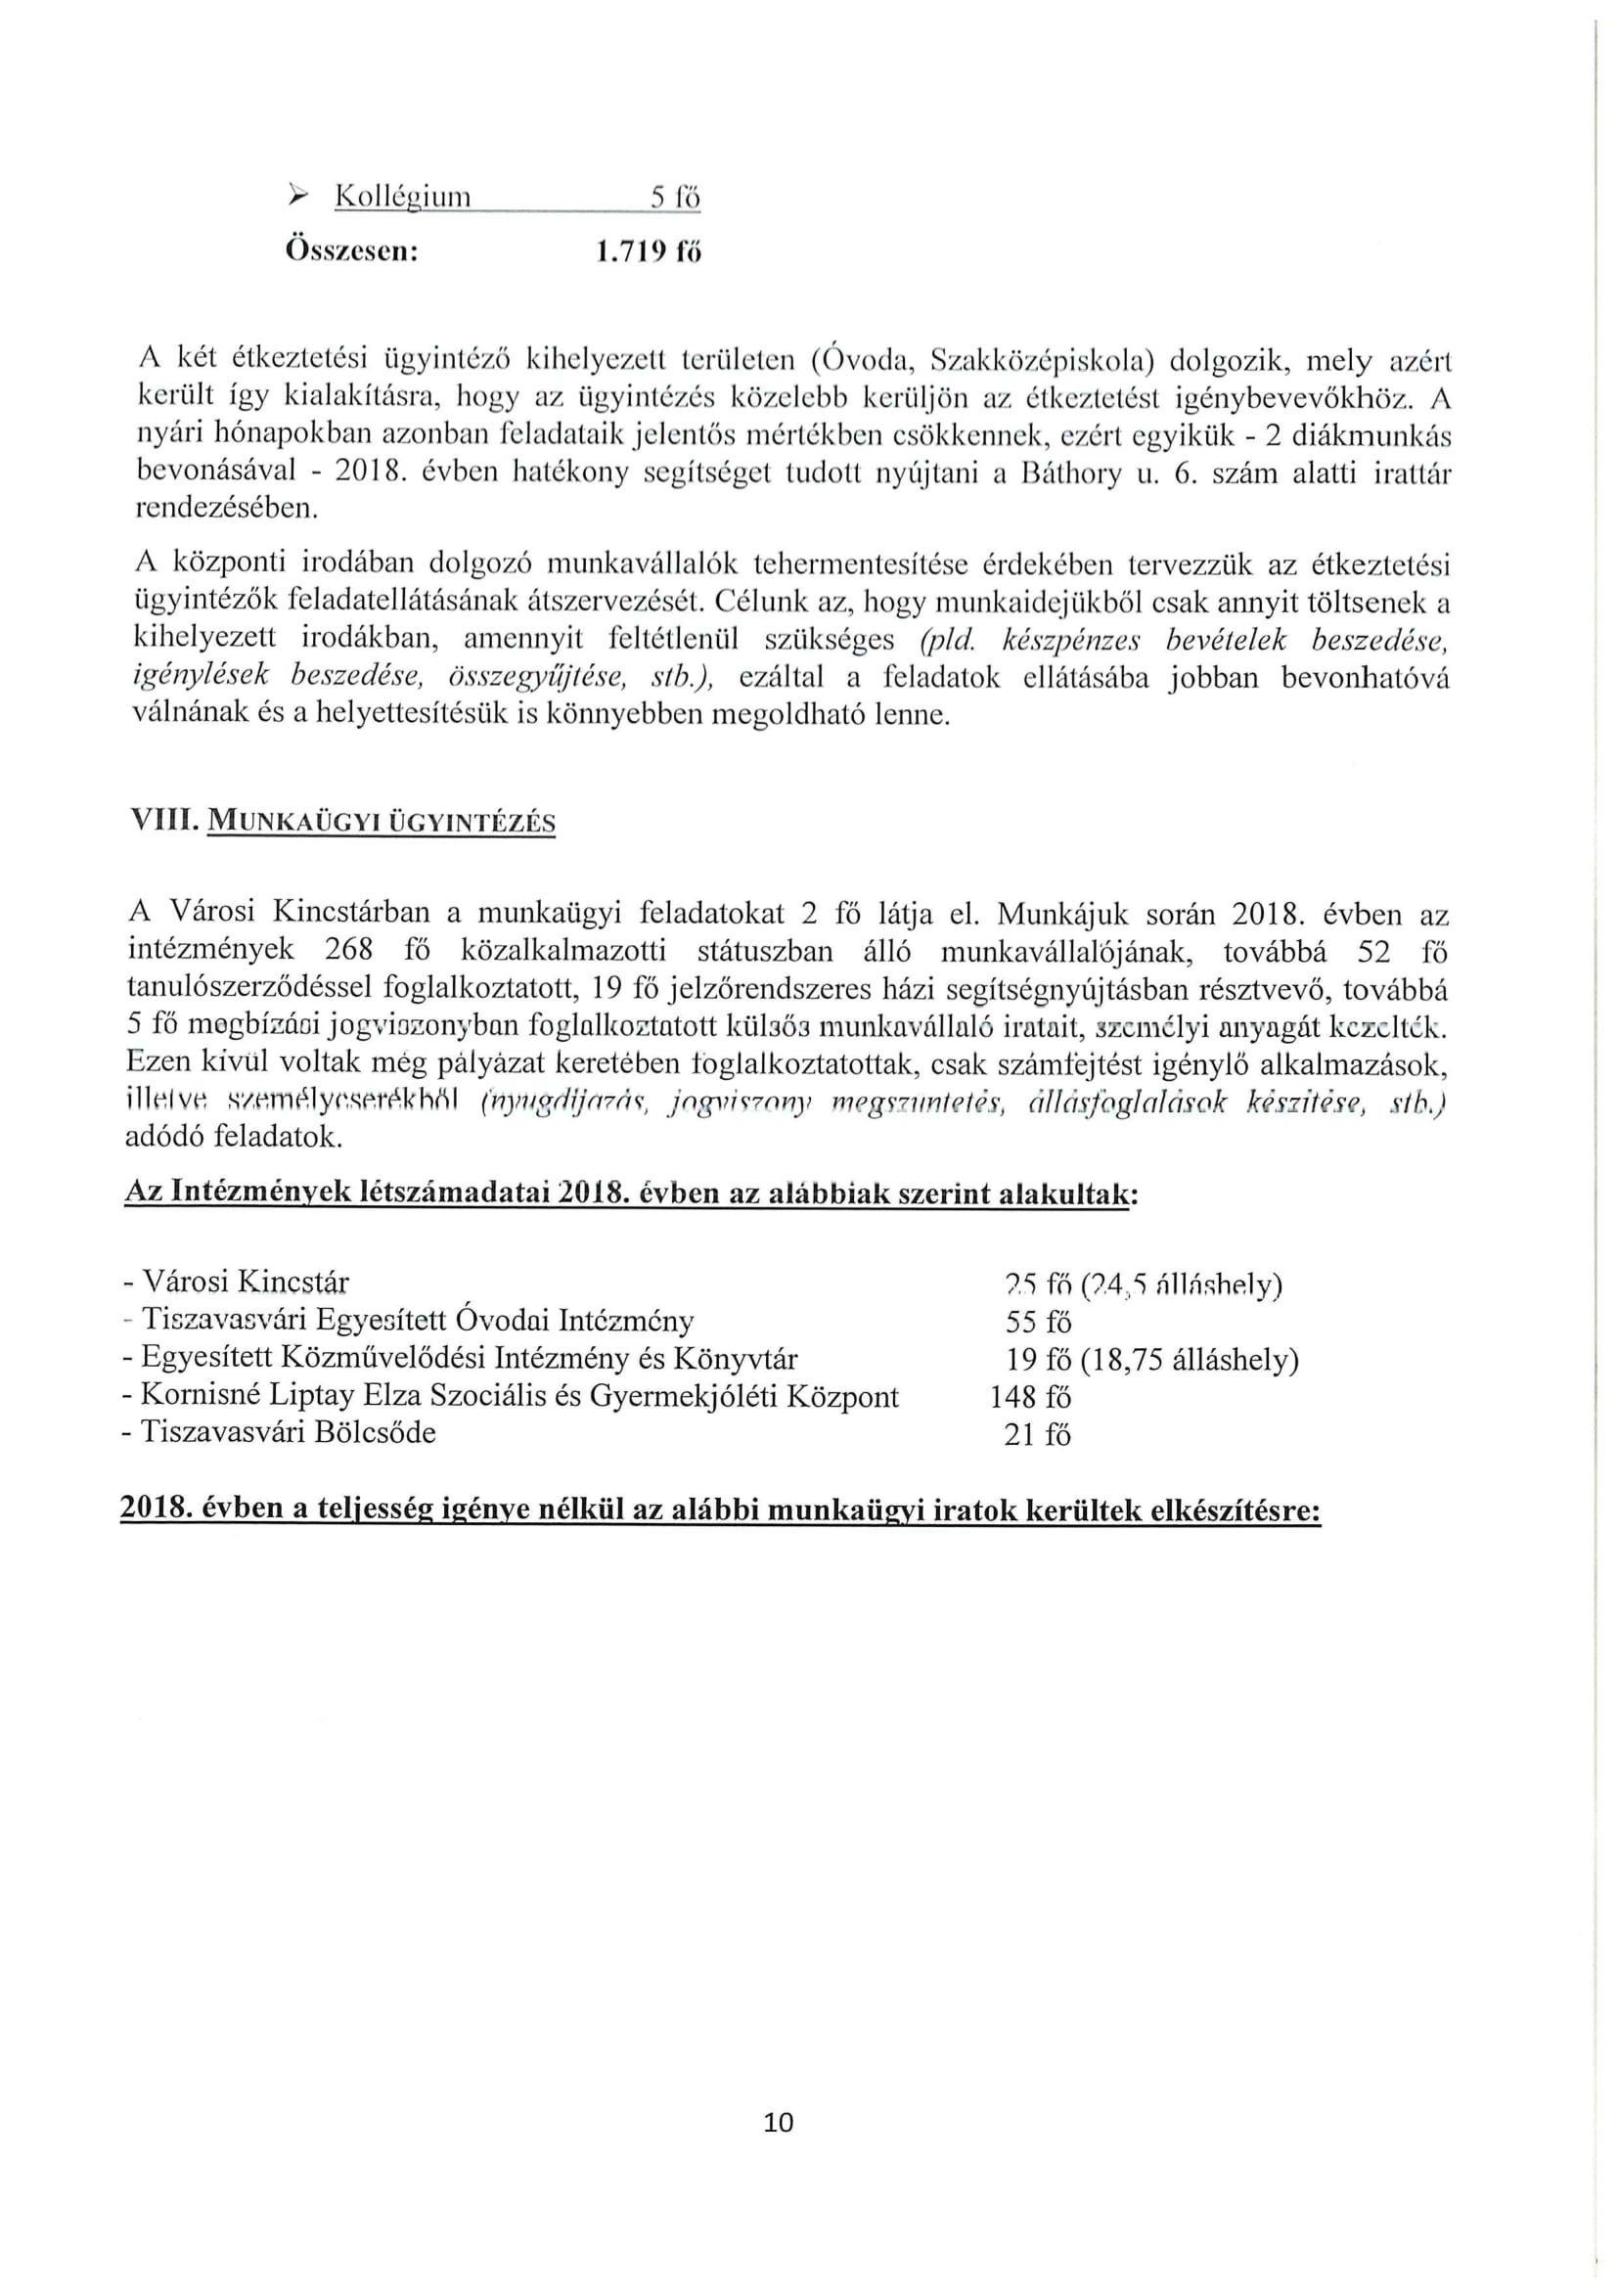 ➢ Kollégium 5 fő
Összesen: 1.719 fő
A két étkeztetési ügyintéző kihelyezett területen (Óvoda, Szakközépiskola) dolgozik, mely azért
került így kialakításra, hogy az ügyintézés közelebb kerüljön az étkeztetést igénybevevőkhöz. A
nyári hónapokban azonban feladataik jelentős mértékben csökkennek, ezért egyikük - 2 diákmunkás
bevonásával - 2018. évben hatékony segítséget tudott nyújtani a Báthory u. 6. szám alatti irattár
rendezésében.
A központi irodában dolgozó munkavállalók tehermentesítése érdekében tervezzük az étkeztetési
ügyintézők feladatellátásának átszervezését. Célunk az, hogy munkaidejükből csak annyit töltsenek a
kihelyezett irodákban, amennyit feltétlenül szükséges (pld. készpénzes bevételek beszedése,
igénylések beszedése, összegyűjtése, stb.), ezáltal a feladatok ellátásába jobban bevonhatóvá
válnának és a helyettesítésük is könnyebben megoldható lenne.
VIII. MUNKAÜGYI ÜGYINTÉZÉS
A Városi Kincstárban a munkaügyi feladatokat 2 fő látja el. Munkájuk során 2018. évben az
intézmények 268 fő közalkalmazotti státuszban álló munkavállalójának, továbbá 52 fő
tanulószerződéssel foglalkoztatott, 19 fő jelzőrendszeres házi segítségnyújtásban résztvevő, továbbá
5 fő megbízási jogviszonyban foglalkoztatott külsős munkavállaló iratait, személyi anyagát kezelték.
Ezen kívül voltak még pályázat keretében foglalkoztatottak, csak számfejtést igénylő alkalmazások,
illetve személycserékből (nyugdíjazás, jogviszony megszüntetés, állásfoglalások készítése, stb.)
adódó feladatok.
Az Intézmények létszámadatai 2018. évben az alábbiak szerint alakultak:
- Városi Kincstár 25 fő (24,5 álláshely)
- Tiszavasvári Egyesített Óvodai Intézmény 55 fő
- Egyesített Közművelődési Intézmény és Könyvtár 19 fő (18,75 álláshely)
- Kornisné Liptay Elza Szociális és Gyermekjóléti Központ 148 fő
- Tiszavasvári Bölcsőde 21 fő
2018. évben a teljesség igénye nélkül az alábbi munkaügyi iratok kerültek elkészítésre:
10